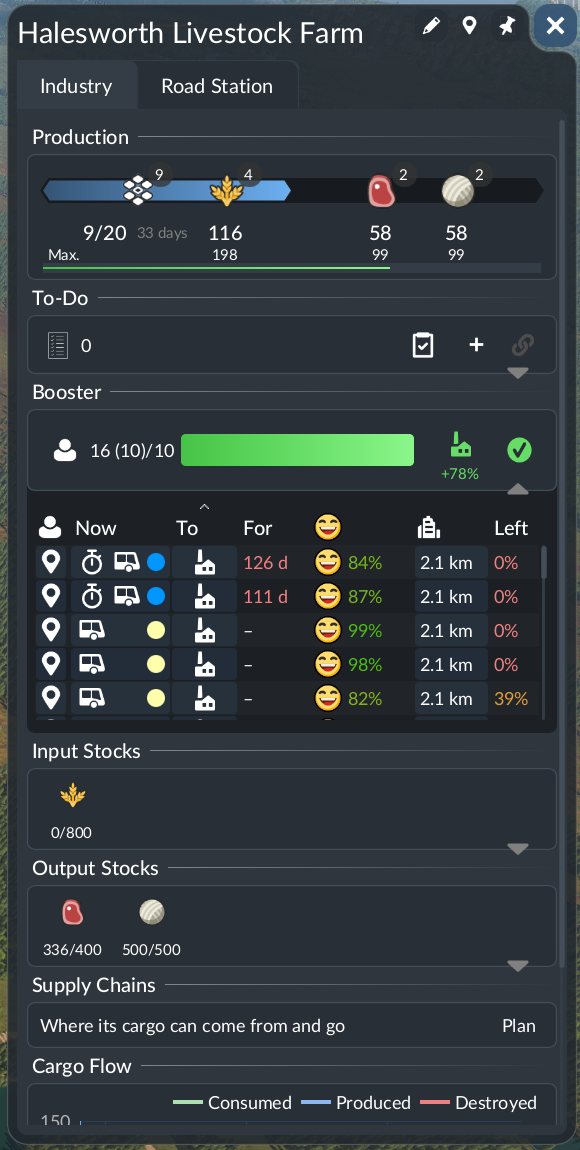 Halesworth Livestock Farm
Industry Road Station
Production
9 4 2 2
9/20 33 days 116 58 58
Max. 198 99 99
To-Do
0
Booster
16 (10)/10
+78%
Now To For Left
126 d 84% 2.1 km 0%
111 d 87% 2.1 km 0%
– 99% 2.1 km 0%
– 98% 2.1 km 0%
– 82% 2.1 km 39%
Input Stocks
0/800
Output Stocks
336/400 500/500
Supply Chains
Where its cargo can come from and go Plan
Cargo Flow
Consumed Produced Destroyed
150